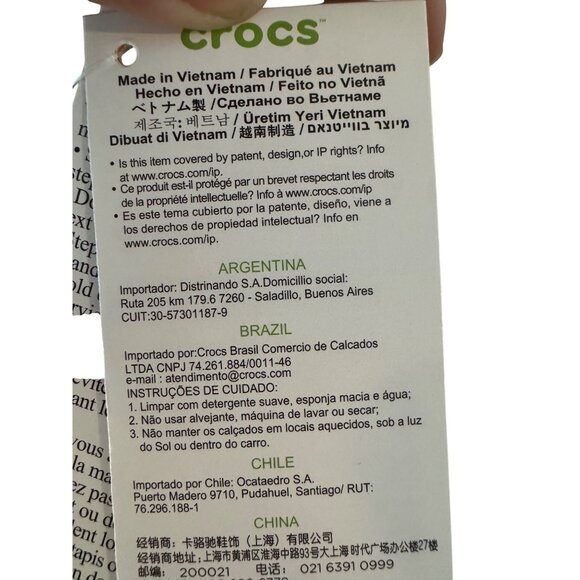 crocs™
Made in Vietnam / Fabriqué au Vietnam
Hecho en Vietnam / Feito no Vietnã
ベトナム製 /Сделано во Вьетнаме
제조국: 베트남 / Üretim Yeri Vietnam
Dibuat di Vietnam / 越南制造 / מיוצר בווייטנאם
• Is this item covered by patent, design,or IP rights? Info
at www.crocs.com/ip.
• Ce produit est-il protégé par un brevet respectant les droits
de la propriété intellectuelle? Info à www.crocs.com/ip
• Es este tema cubierto por la patente, diseño, viene a
los derechos de propiedad intelectual? Info en
www.crocs.com/ip.
ARGENTINA
Importador: Distrinando S.A.Domicillio social:
Ruta 205 km 179.6 7260 - Saladillo, Buenos Aires
CUIT:30-57301187-9
BRAZIL
Importado por:Crocs Brasil Comercio de Calcados
LTDA CNPJ 74.261.884/0011-46
e-mail : atendimento@crocs.com
INSTRUÇÕES DE CUIDADO:
1. Limpar com detergente suave, esponja macia e água;
2. Não usar alvejante, máquina de lavar ou secar;
3. Não manter os calçados em locais aquecidos, sob a luz
do Sol ou dentro do carro.
CHILE
Importado por Chile: Ocataedro S.A.
Puerto Madero 9710, Pudahuel, Santiago/ RUT:
76.296.188-1
CHINA
经销商: 卡骆驰鞋饰 (上海) 有限公司
经销商地址: 上海市黄浦区淮海中路93号大上海时代广场办公楼27楼
邮编: 200021 电话: 021 6391 0999